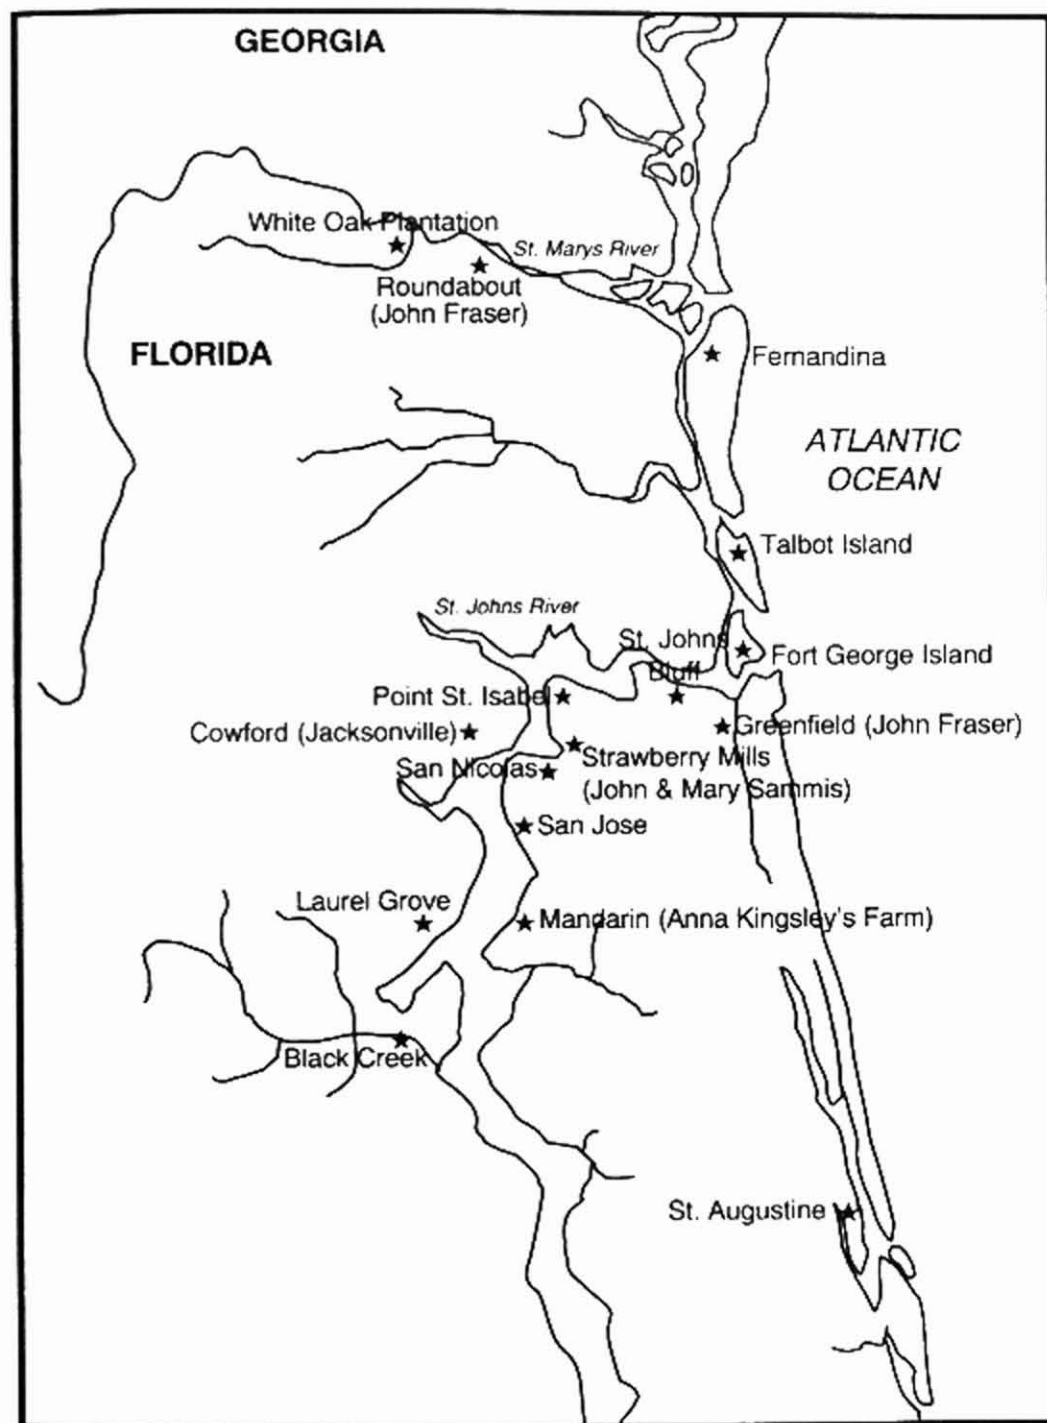 GEORGIA
White Oak Plantation
St. Marys River
Roundabout
(John Fraser)
FLORIDA
Fernandina
ATLANTIC
OCEAN
Talbot Island
St. Johns River
St. Johns
Bluff
Fort George Island
Point St. Isabel
Cowford (Jacksonville)
Greenfield (John Fraser)
San Nicolas
Strawberry Mills
(John & Mary Sammis)
San Jose
Laurel Grove
Mandarin (Anna Kingsley's Farm)
Black Creek
St. Augustine